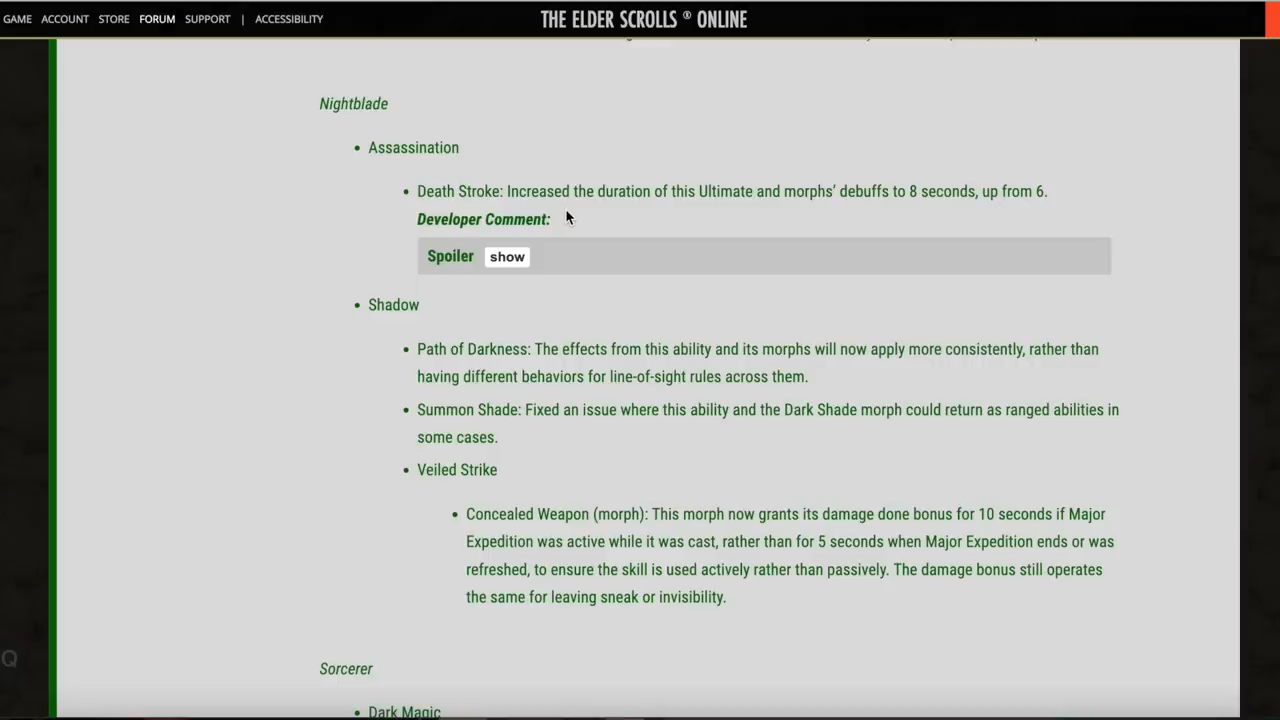 GAME ACCOUNT STORE FORUM SUPPORT | ACCESSIBILITY
THE ELDER SCROLLS ® ONLINE
Nightblade
• Assassination
• Death Stroke: Increased the duration of this Ultimate and morphs' debuffs to 8 seconds, up from 6.
Developer Comment:
Spoiler show
• Shadow
• Path of Darkness: The effects from this ability and its morphs will now apply more consistently, rather than
having different behaviors for line-of-sight rules across them.
• Summon Shade: Fixed an issue where this ability and the Dark Shade morph could return as ranged abilities in
some cases.
• Veiled Strike
• Concealed Weapon (morph): This morph now grants its damage done bonus for 10 seconds if Major
Expedition was active while it was cast, rather than for 5 seconds when Major Expedition ends or was
refreshed, to ensure the skill is used actively rather than passively. The damage bonus still operates
the same for leaving sneak or invisibility.
Q
Sorcerer
• Dark Magic